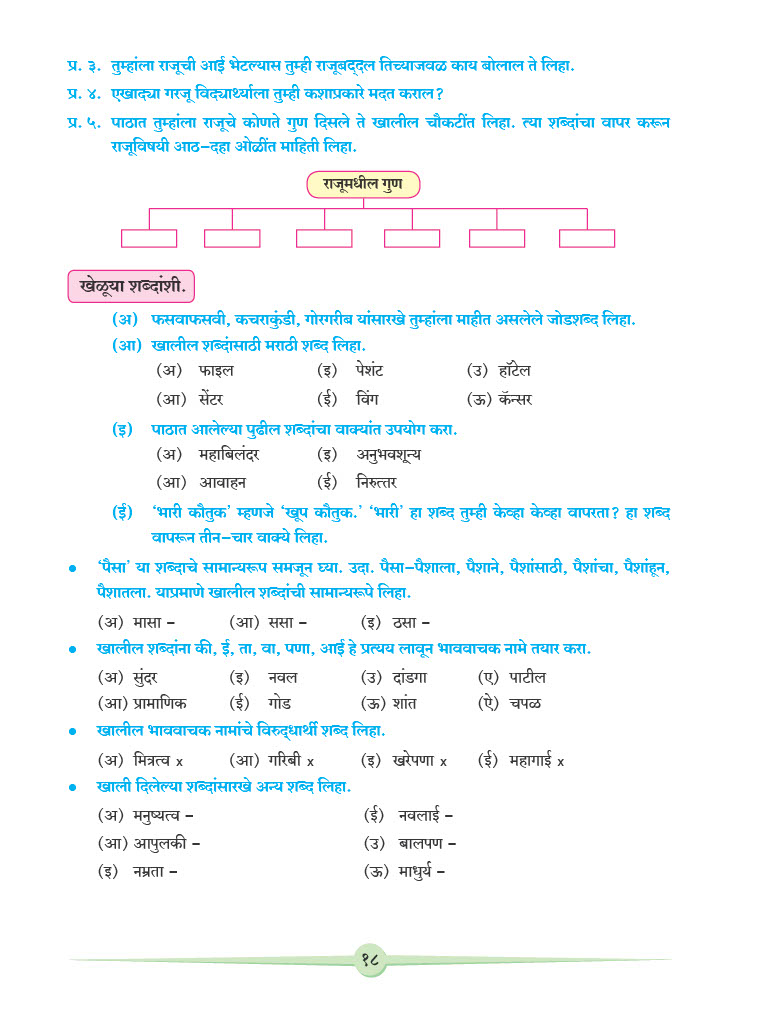 प्र. ३. तुम्हांला राजूची आई भेटल्यास तुम्ही राजूबद्‌दल तिच्याजवळ काय बोलाल ते लिहा.
प्र. ४. एखाद्या गरजू विद्यार्थ्याला तुम्ही कशाप्रकारे मदत कराल?
प्र. ५. पाठात तुम्हांला राजूचे कोणते गुण दिसले ते खालील चौकटींत लिहा. त्या शब्दांचा वापर करून
राजूविषयी आठ-दहा ओळींत माहिती लिहा.
राजूमधील गुण
खेळूया शब्दांशी.
(अ) फसवाफसवी, कचराकुंडी, गोरगरीब यांसारखे तुम्हांला माहीत असलेले जोडशब्द लिहा.
(आ) खालील शब्दांसाठी मराठी शब्द लिहा.
(अ) फाइल (इ) पेशंट (उ) हॉटेल
(आ) सेंटर (ई) विंग (ऊ) कॅन्सर
(इ) पाठात आलेल्या पुढील शब्दांचा वाक्यांत उपयोग करा.
(अ) महाबिलंदर (इ) अनुभवशून्य
(आ) आवाहन (ई) निरुत्तर
(ई) ‘भारी कौतुक’ म्हणजे ‘खूप कौतुक.’ ‘भारी’ हा शब्द तुम्ही केव्हा केव्हा वापरता? हा शब्द
वापरून तीन-चार वाक्ये लिहा.
• ‘पैसा’ या शब्दाचे सामान्यरूप समजून घ्या. उदा. पैसा-पैशाला, पैशाने, पैशांसाठी, पैशांचा, पैशांहून,
पैशातला. याप्रमाणे खालील शब्दांची सामान्यरूपे लिहा.
(अ) मासा - (आ) ससा - (इ) ठसा -
• खालील शब्दांना की, ई, ता, वा, पणा, आई हे प्रत्यय लावून भाववाचक नामे तयार करा.
(अ) सुंदर (इ) नवल (उ) दांडगा (ए) पाटील
(आ) प्रामाणिक (ई) गोड (ऊ) शांत (ऐ) चपळ
• खालील भाववाचक नामांचे विरुद्‌धार्थी शब्द लिहा.
(अ) मित्रत्व x (आ) गरिबी x (इ) खरेपणा x (ई) महागाई x
• खाली दिलेल्या शब्दांसारखे अन्य शब्द लिहा.
(अ) मनुष्यत्व - (ई) नवलाई -
(आ) आपुलकी - (उ) बालपण -
(इ) नम्रता - (ऊ) माधुर्य -
१८